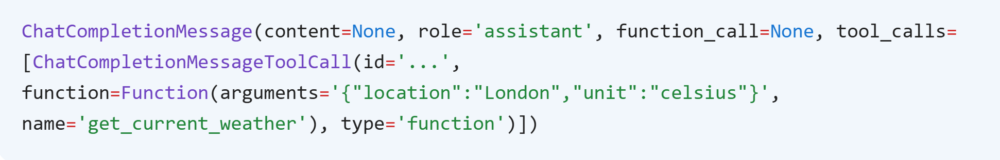 ChatCompletionMessage(content=None, role='assistant', function_call=None, tool_calls=
[ChatCompletionMessageToolCall(id='...',
function=Function(arguments='{"location":"London","unit":"celsius"}',
name='get_current_weather'), type='function')])